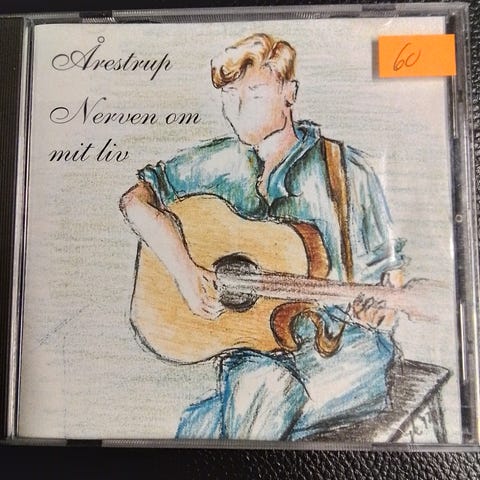 Årestrup
Nerven om
mit liv
60